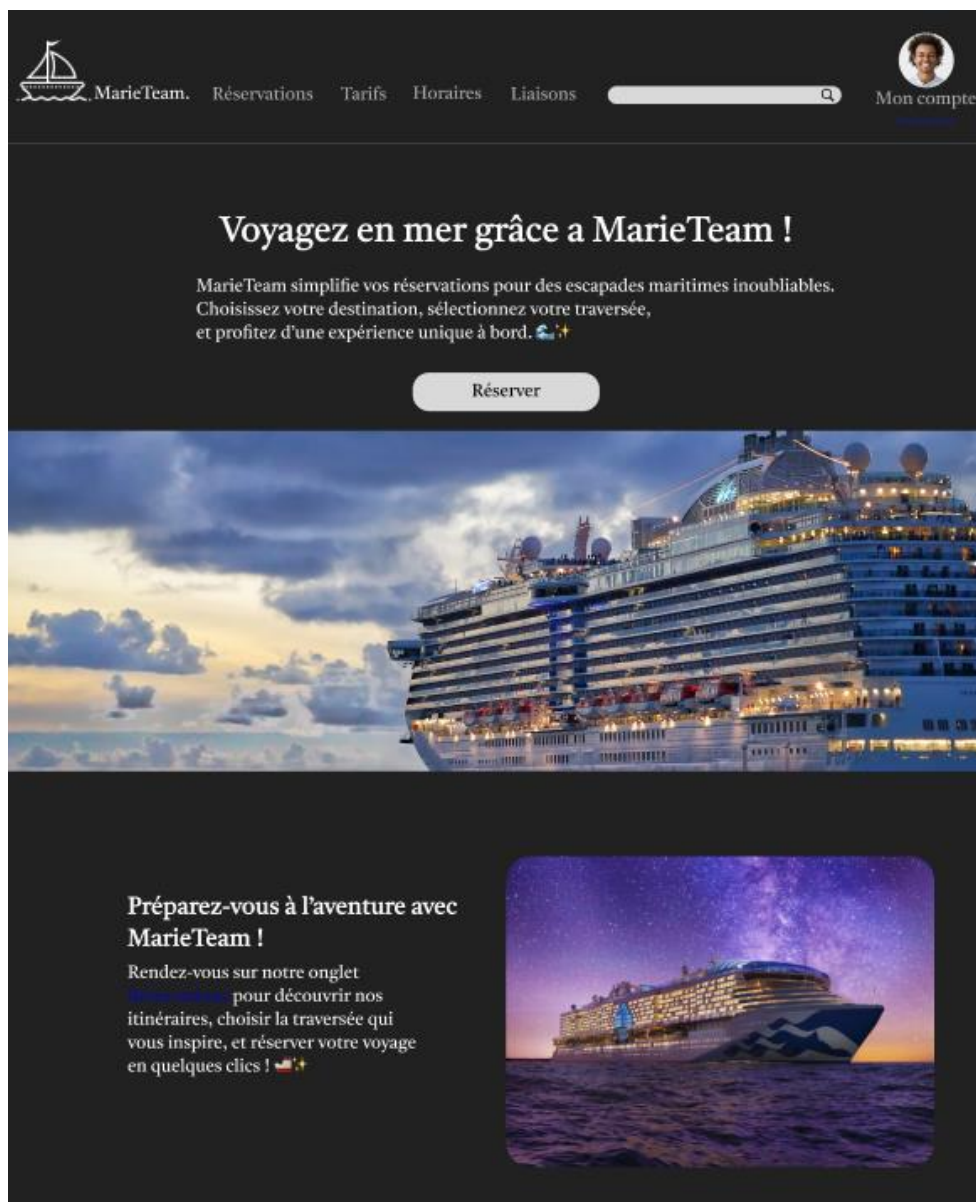 MarieTeam.
Réservations
Tarifs
Horaires
Liaisons
Mon compte
Voyagez en mer grâce a MarieTeam !
MarieTeam simplifie vos réservations pour des escapades maritimes inoubliables.
Choisissez votre destination, sélectionnez votre traversée,
et profitez d’une expérience unique à bord. 🌊✨
Réserver
Préparez-vous à l’aventure avec
MarieTeam !
Rendez-vous sur notre onglet
pour découvrir nos
itinéraires, choisir la traversée qui
vous inspire, et réserver votre voyage
en quelques clics ! 🚢✨